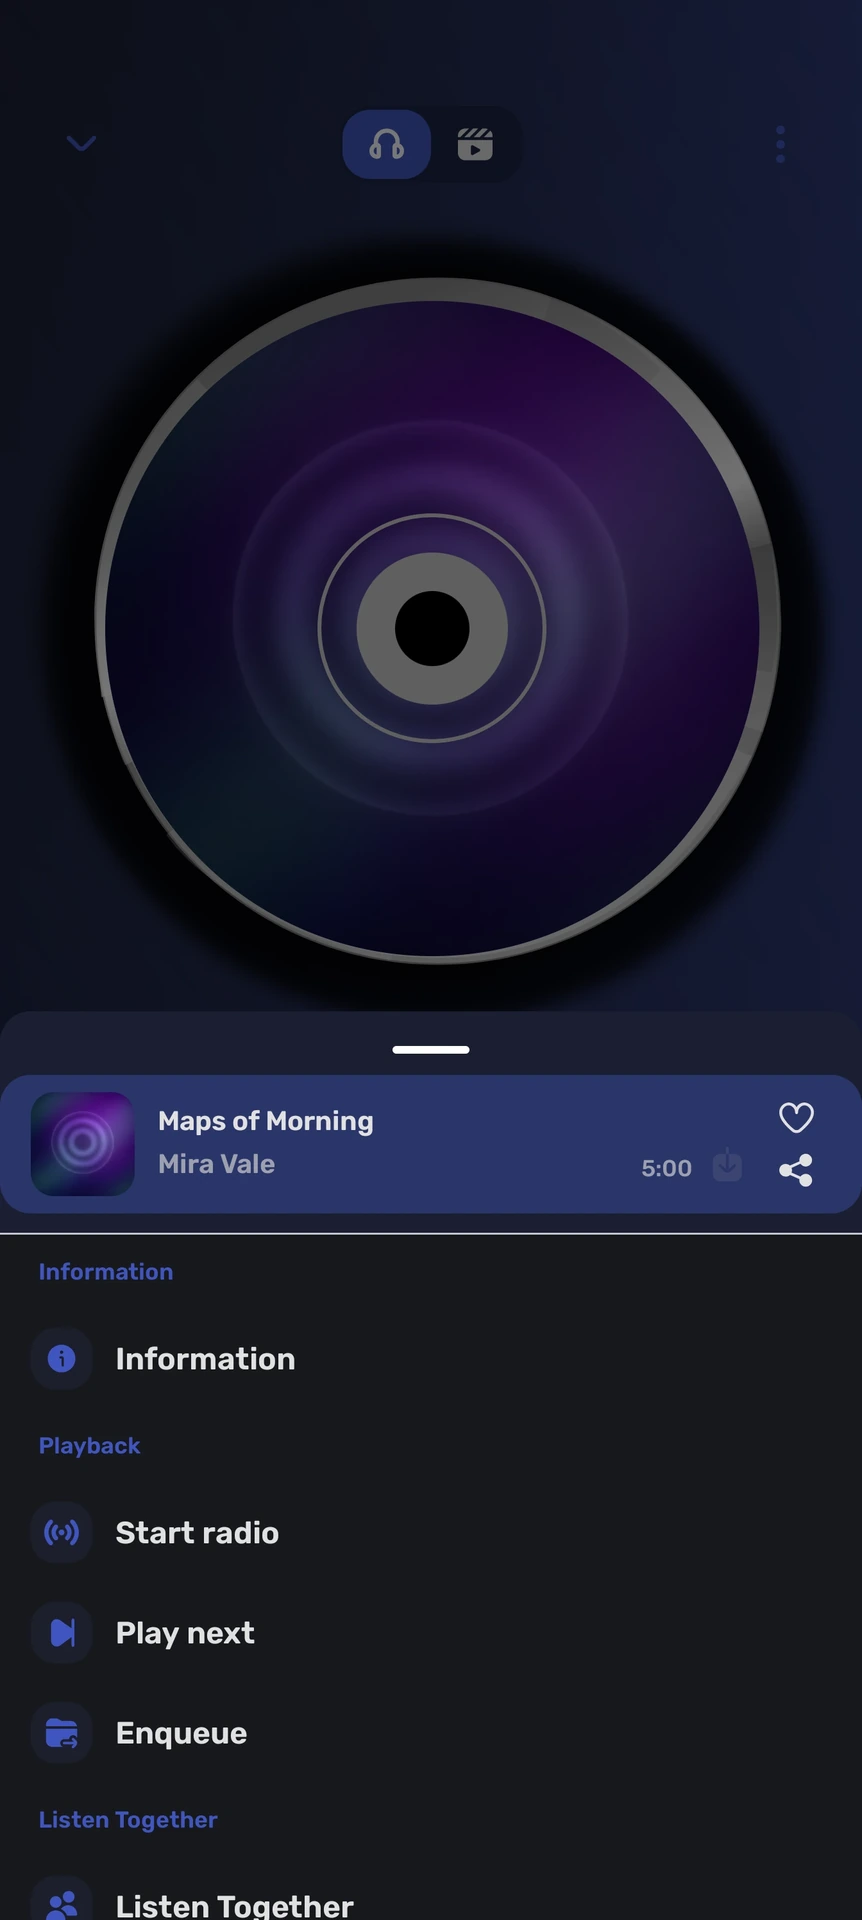 Maps of Morning
Mira Vale
5:00
Information
Information
Playback
Start radio
Play next
Enqueue
Listen Together
Listen Together